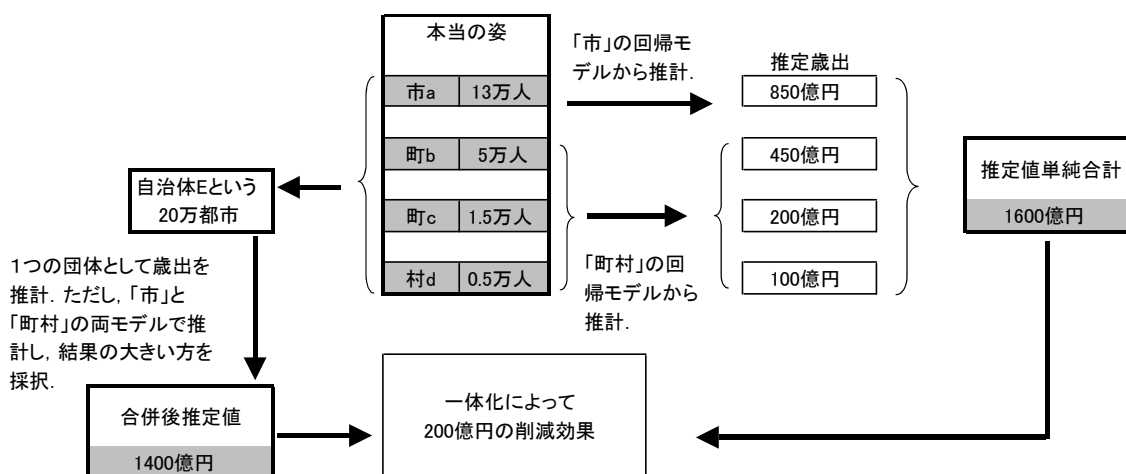 本当の姿
市a 13万人
町b 5万人
町c 1.5万人
村d 0.5万人
「市」の回帰モ
デルから推計.
推定歳出
850億円
450億円
200億円
100億円
「町村」の回
帰モデルから
推計.
推定値単純合計
1600億円
自治体Eという
20万都市
１つの団体として歳出を
推計. ただし, 「市」と
「町村」の両モデルで推
計し, 結果の大きい方を
採択.
合併後推定値
1400億円
一体化によって
200億円の削減効果